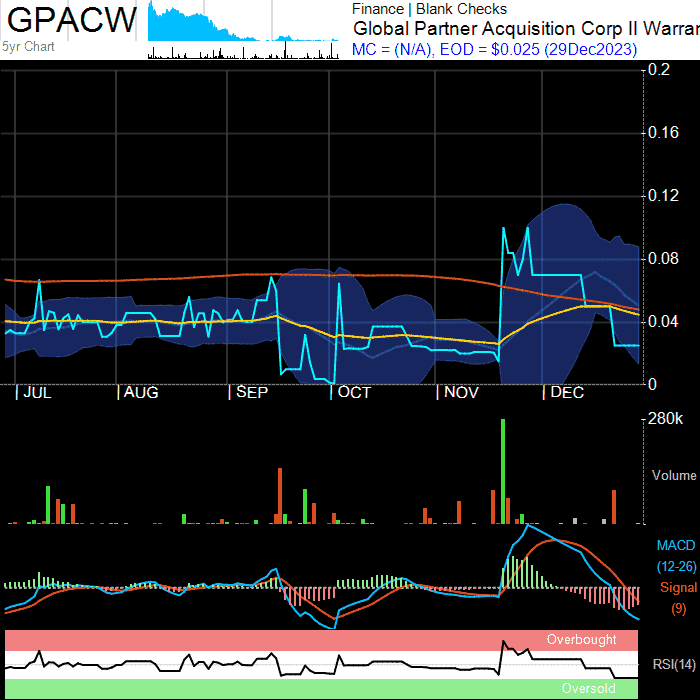 GPACW
5yr Chart
Finance | Blank Checks
Global Partner Acquisition Corp II Warran
MC = (N/A), EOD = $0.025 (29Dec2023)
0.2
0.16
0.12
0.08
0.04
0
JUL AUG SEP OCT NOV DEC
280k
Volume
MACD
(12-26)
Signal
(9)
Overbought
RSI(14)
Oversold